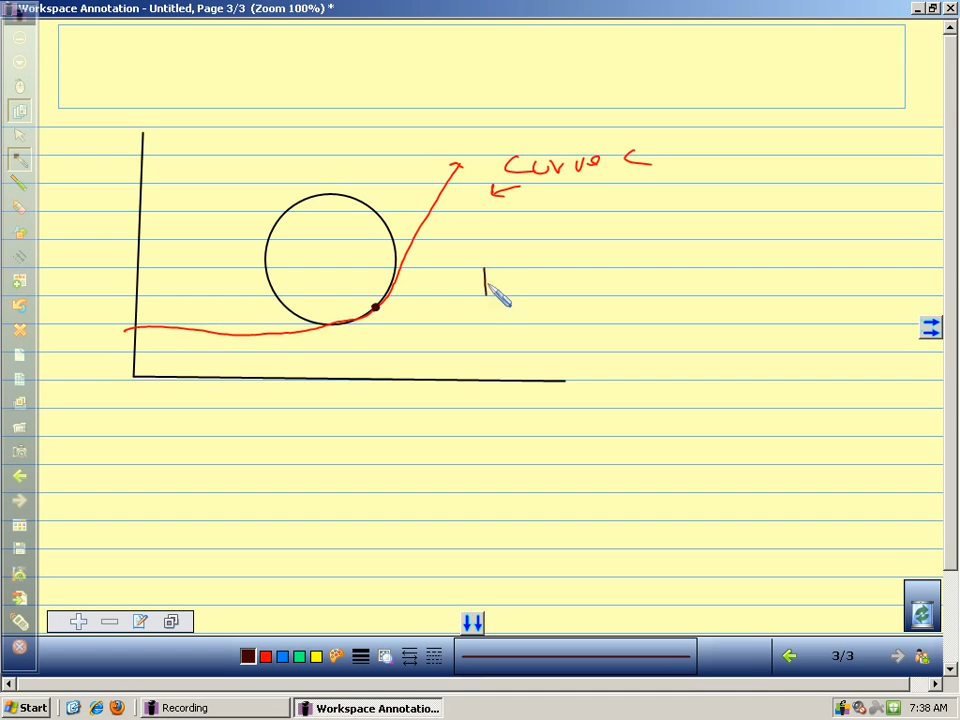 Workspace Annotation - Untitled, Page 3/3 (Zoom 100%) *
Curve C
3/3
Start
Recording
Workspace Annotatio...
7:38 AM